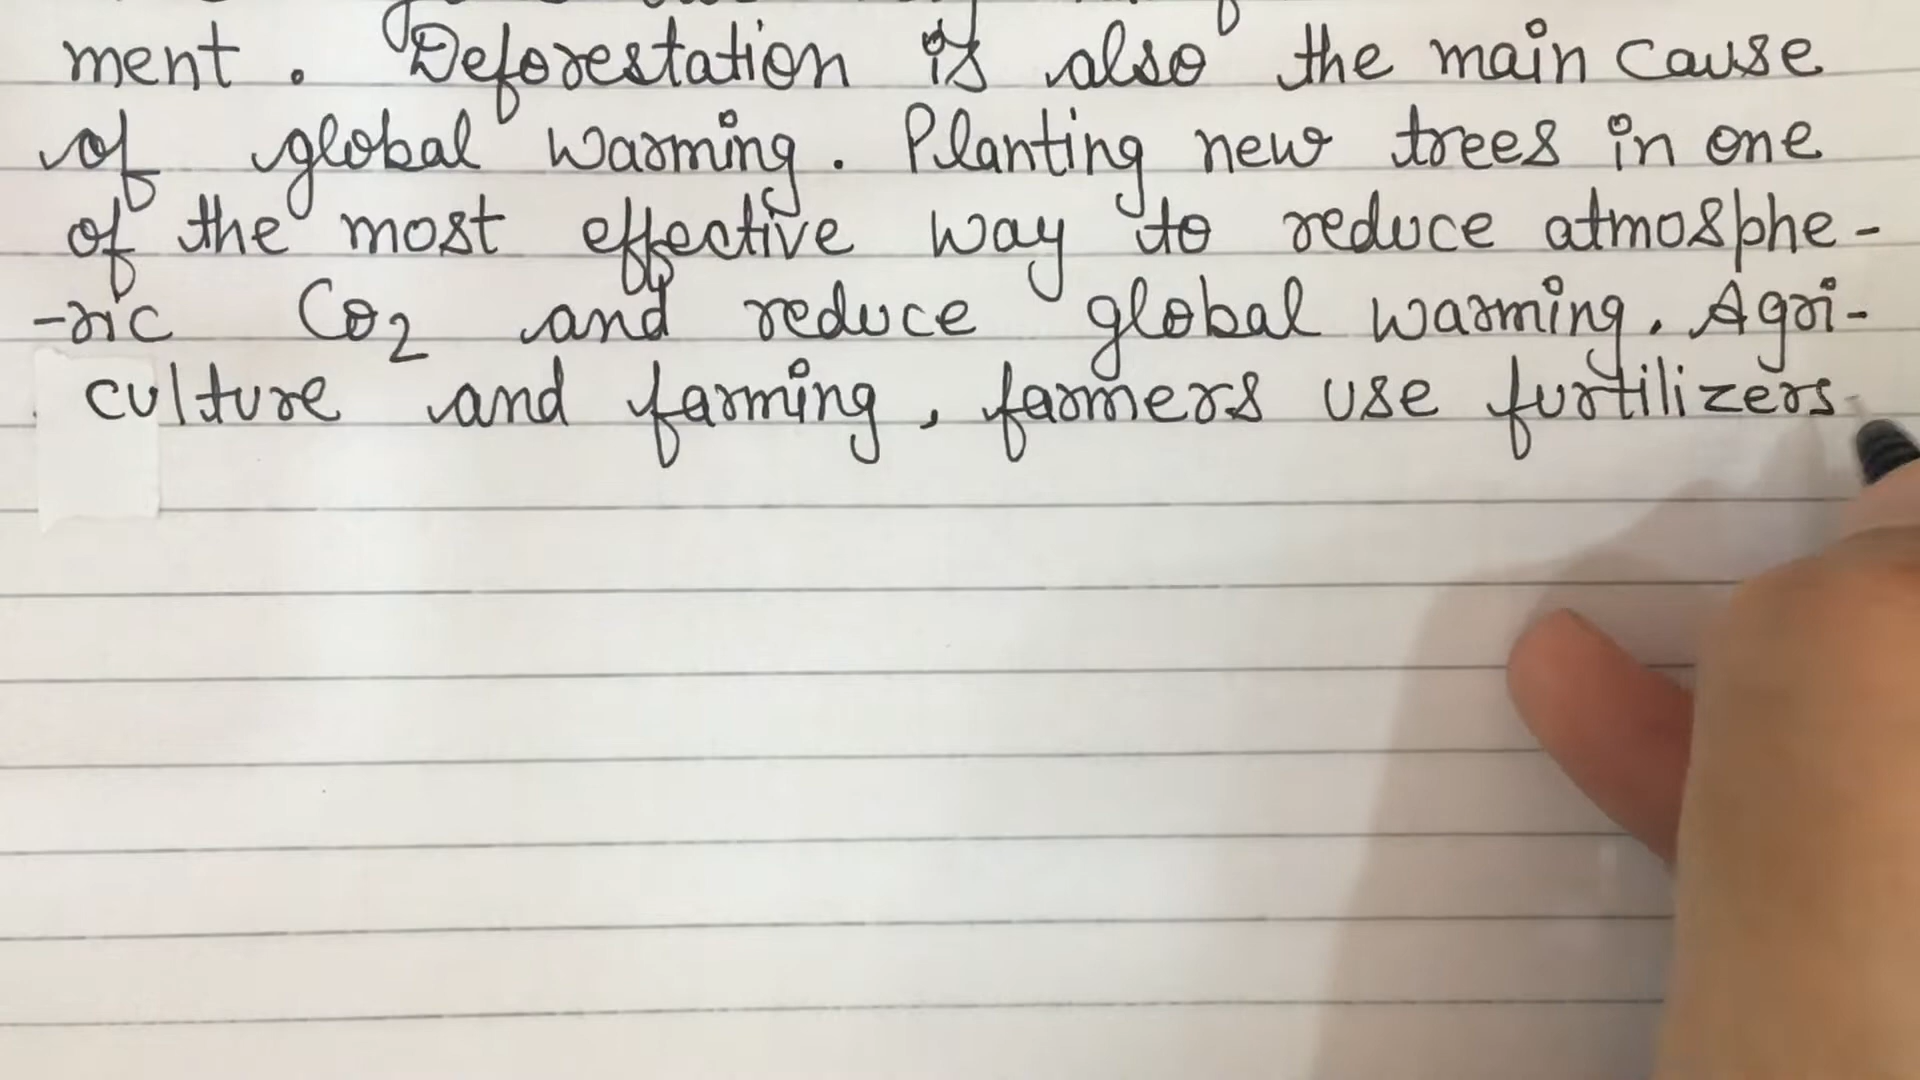 ment. Deforestation is also the main cause
of global warming. Planting new trees in one
of the most effective way to reduce atmosphe-
-ric CO2 and reduce global warming. Agri-
culture and farming, farmers use furtilizers